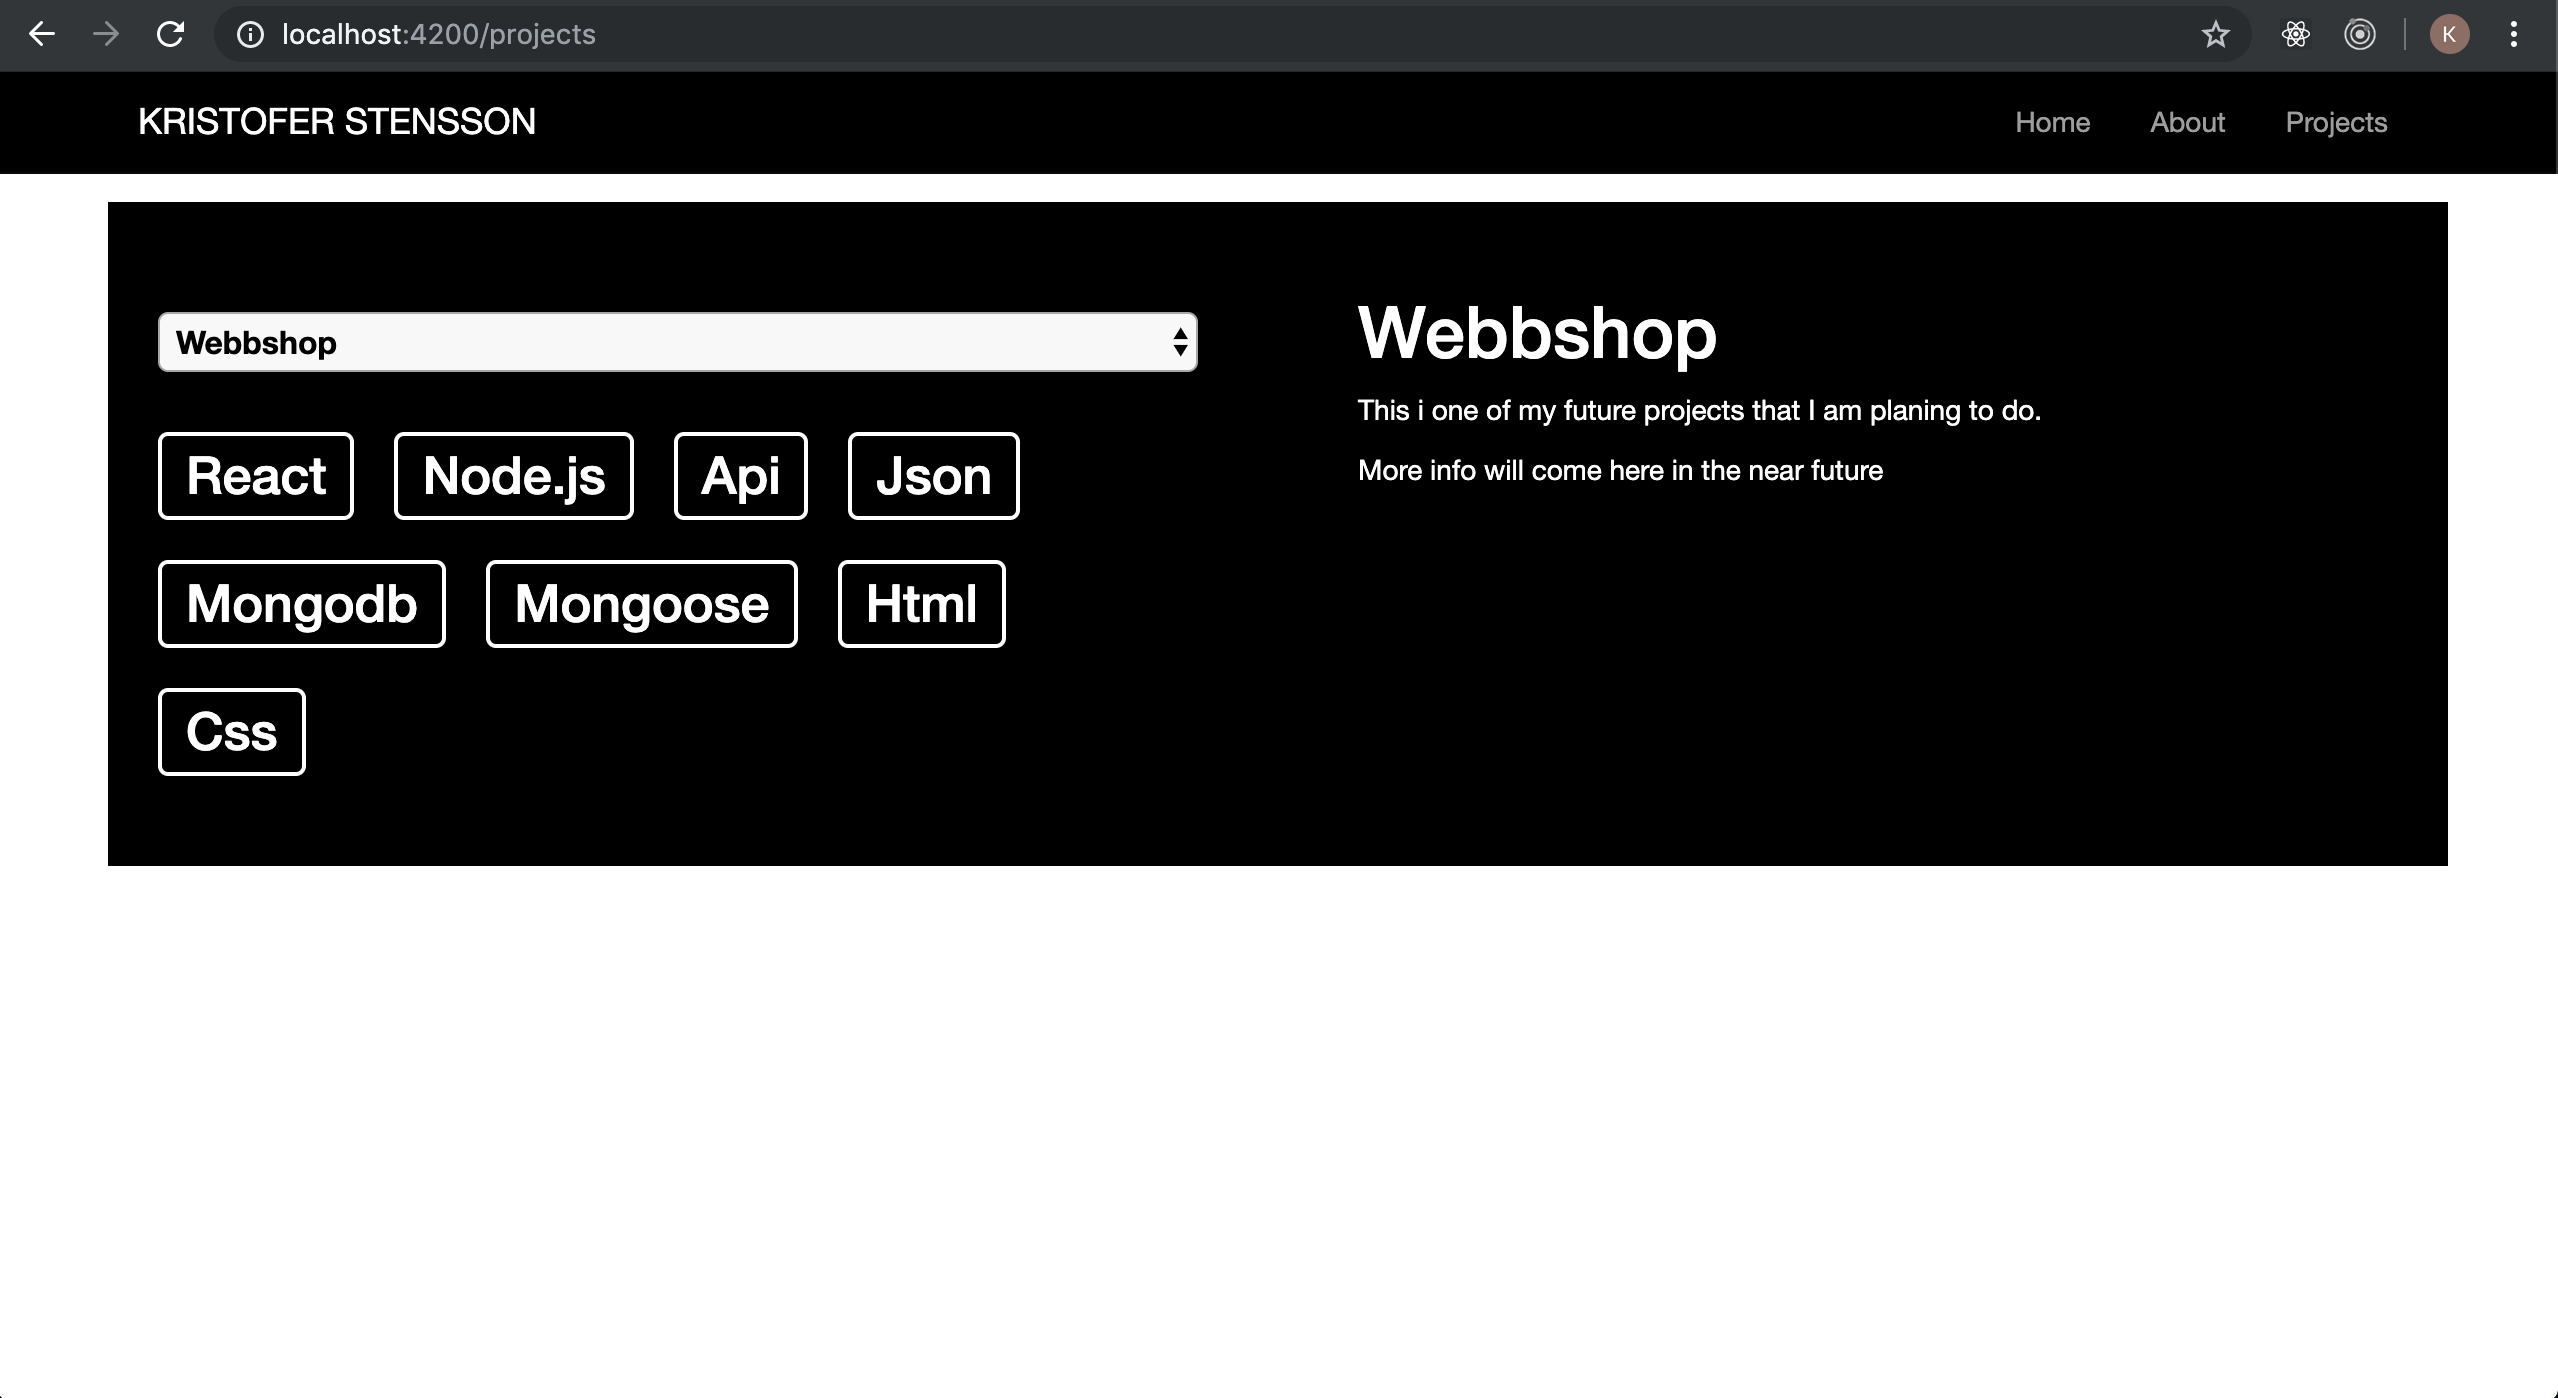 localhost:4200/projects
K
KRISTOFER STENSSON
Home About Projects
Webbshop
React Node.js Api Json
Mongodb Mongoose Html
Css
Webbshop
This i one of my future projects that I am planing to do.
More info will come here in the near future